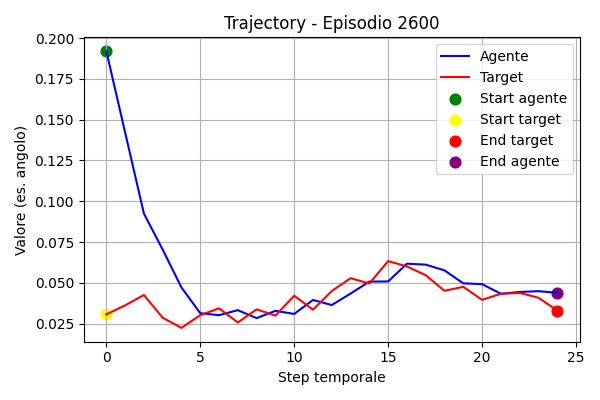 Trajectory - Episodio 2600
Valore (es. angolo)
0.200
0.175
0.150
0.125
0.100
0.075
0.050
0.025
Agente
Target
Start agente
Start target
End target
End agente
0 5 10 15 20 25
Step temporale